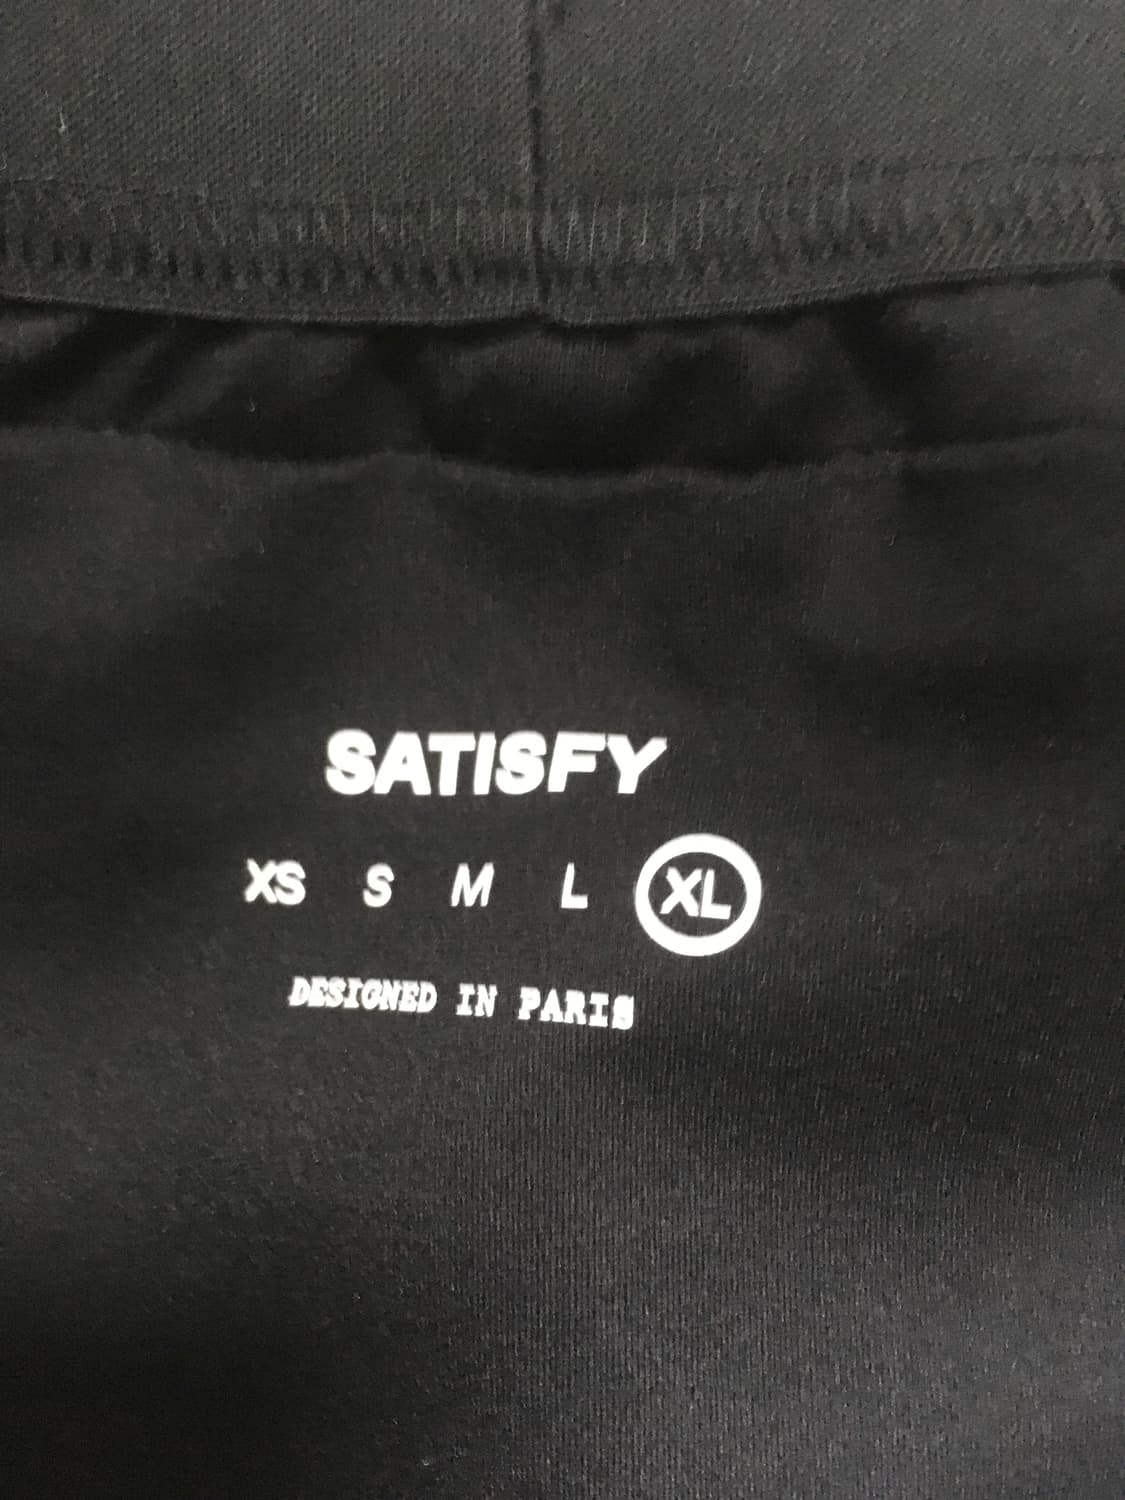 SATISFY
XS S M L XL
DESIGNED IN PARIS